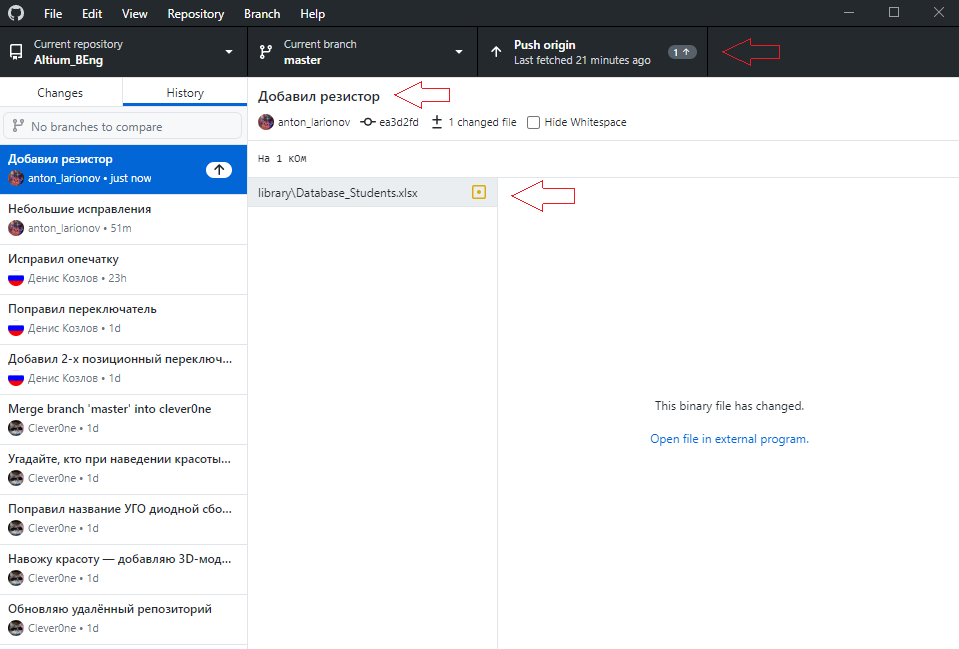 File Edit View Repository Branch Help
Current repository
Altium_BEng
Current branch
master
Push origin
Last fetched 21 minutes ago
1
Changes
History
No branches to compare
Добавил резистор
anton_larionov • just now
Небольшие исправления
anton_larionov • 51m
Исправил опечатку
Денис Козлов • 23h
Поправил переключатель
Денис Козлов • 1d
Добавил 2-х позиционный переключ...
Денис Козлов • 1d
Merge branch 'master' into clever0ne
Clever0ne • 1d
Угадайте, кто при наведении красоты...
Clever0ne • 1d
Поправил название УГО диодной сбо...
Clever0ne • 1d
Навожу красоту — добавляю 3D-мод...
Clever0ne • 1d
Обновляю удалённый репозиторий
Clever0ne • 1d
Добавил резистор
anton_larionov ea3d2fd 1 changed file Hide Whitespace
На 1 кОм
library\Database_Students.xlsx
This binary file has changed.
Open file in external program.